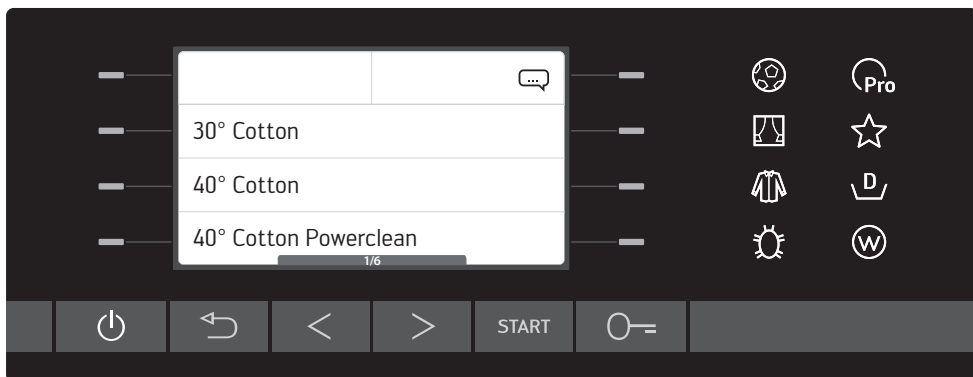 ...
Pro
30° Cotton
40° Cotton
D
40° Cotton Powerclean
W
1/6
START